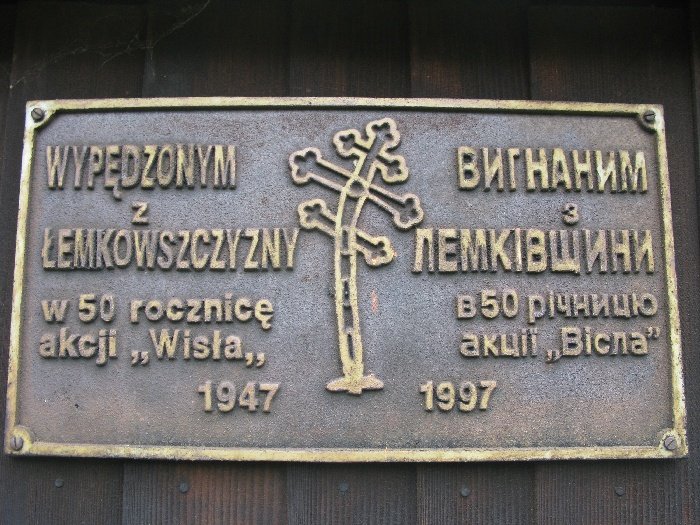 WYPĘDZONYM
z
ŁEMKOWSZCZYZNY
w 50 rocznicę
akcji „Wisła„
1947
ВИГНАНИМ
з
ЛЕМКІВЩИНИ
в 50 річницю
акції „Вісла”
1997